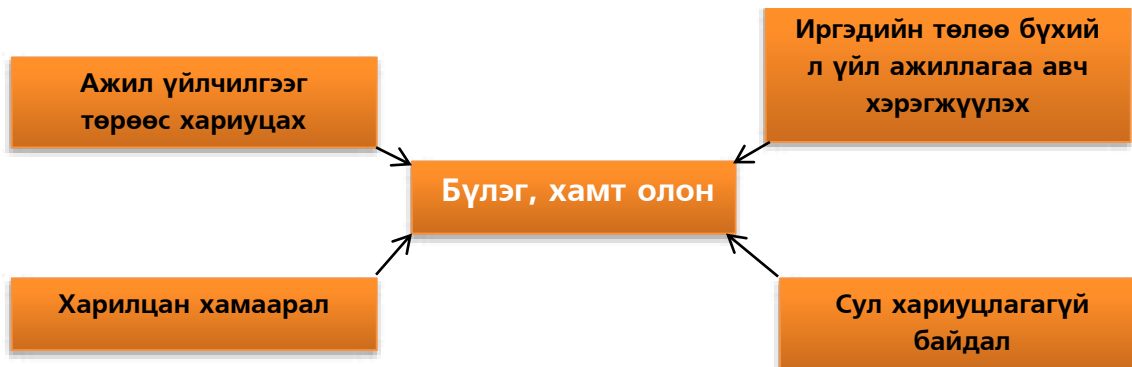 Ажил үйлчилгээг
төрөөс хариуцах
Иргэдийн төлөө бүхий
л үйл ажиллагаа авч
хэрэгжүүлэх
Бүлэг, хамт олон
Харилцан хамаарал
Сул хариуцлагагүй
байдал